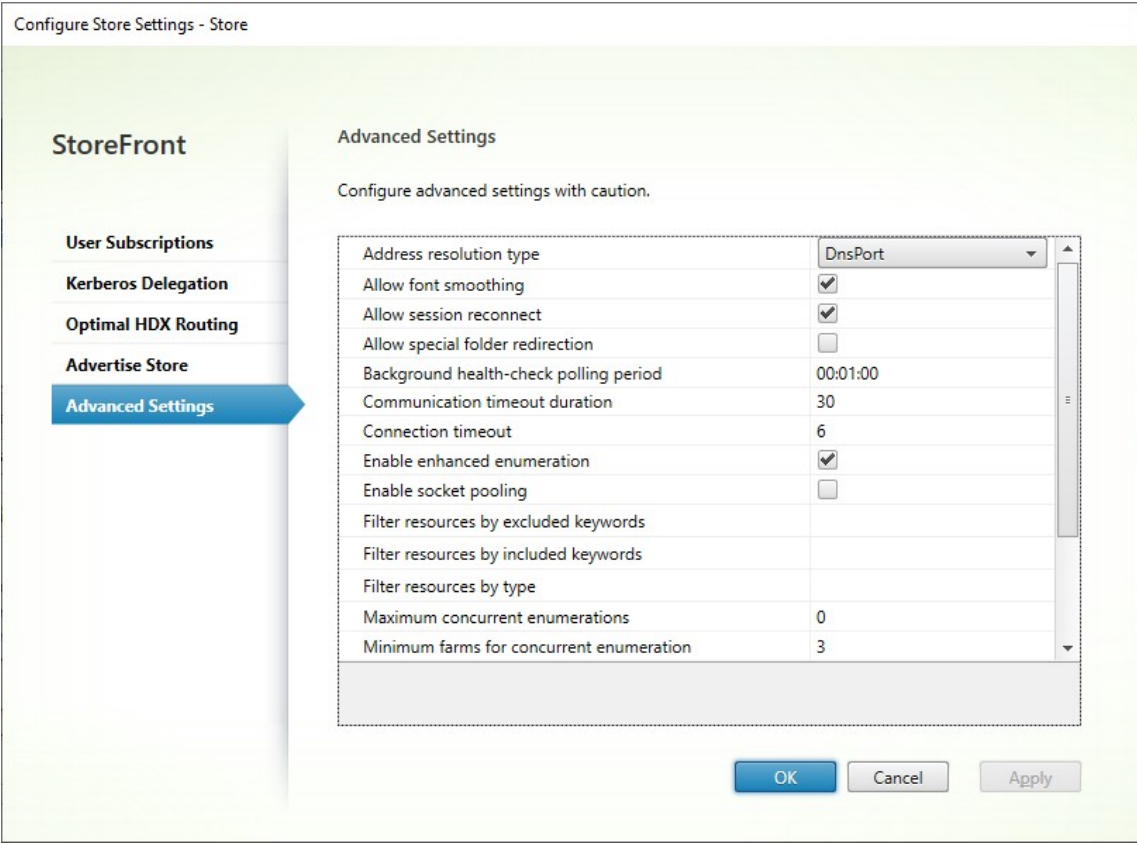 Configure Store Settings - Store
StoreFront
User Subscriptions
Kerberos Delegation
Optimal HDX Routing
Advertise Store
Advanced Settings
Advanced Settings
Configure advanced settings with caution.
Address resolution type DnsPort
Allow font smoothing
Allow session reconnect
Allow special folder redirection
Background health-check polling period 00:01:00
Communication timeout duration 30
Connection timeout 6
Enable enhanced enumeration
Enable socket pooling
Filter resources by excluded keywords
Filter resources by included keywords
Filter resources by type
Maximum concurrent enumerations 0
Minimum farms for concurrent enumeration 3
OK Cancel Apply